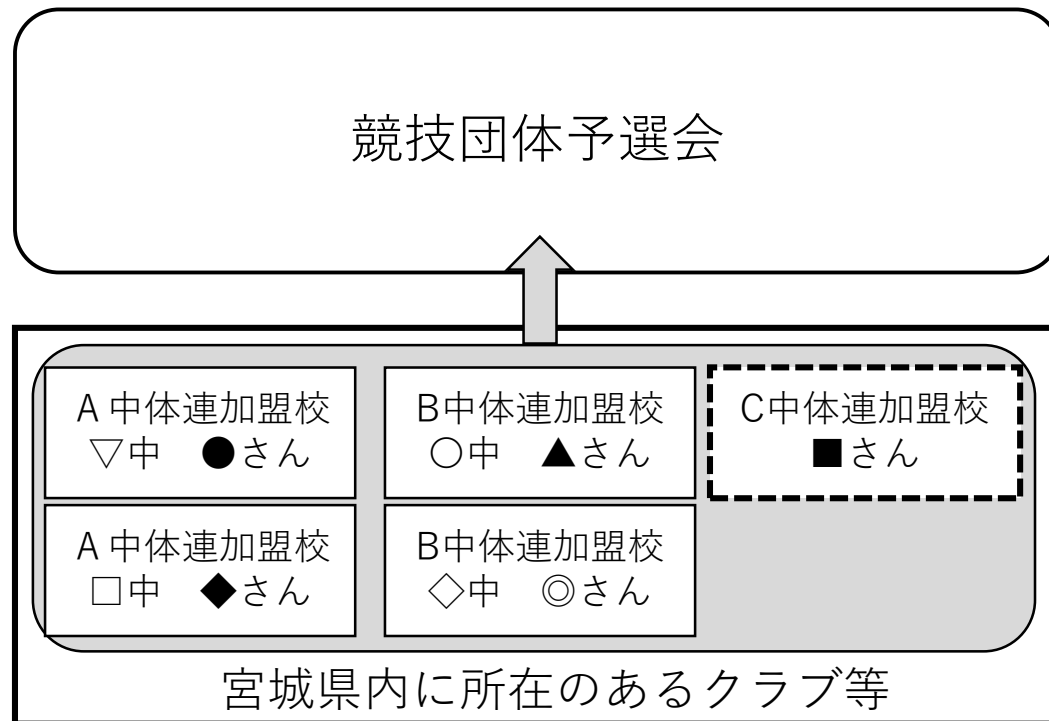 競技団体予選会
A 中体連加盟校
▽中 ●さん
B中体連加盟校
○中 ▲さん
C中体連加盟校
■さん
A 中体連加盟校
□中 ◆さん
B中体連加盟校
◇中 ◎さん
宮城県内に所在のあるクラブ等